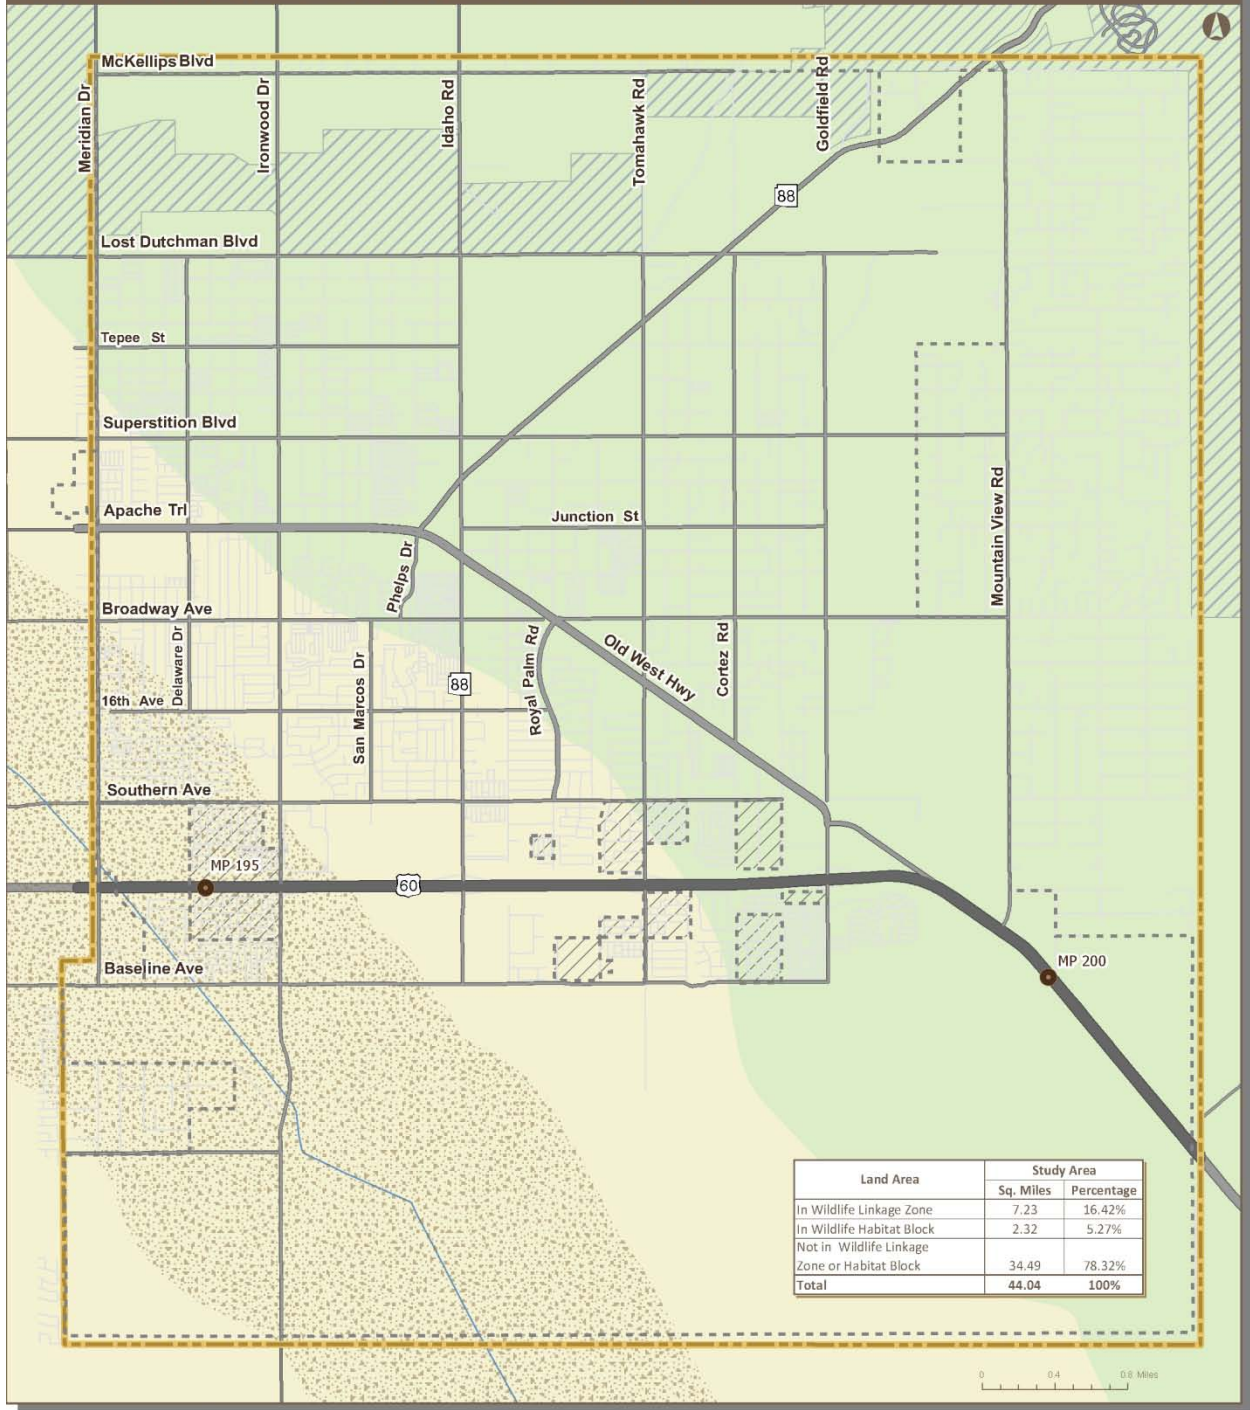 McKellips Blvd
Meridian Dr
Ironwood Dr
Idaho Rd
Tomahawk Rd
Goldfield Rd
88
Lost Dutchman Blvd
Tepee St
Superstition Blvd
Apache Trl
Junction St
Mountain View Rd
Phelps Dr
Broadway Ave
Delaware Dr
San Marcos Dr
Royal Palm Rd
Old West Hwy
Cortez Rd
88
16th Ave
Southern Ave
MP 195
60
Baseline Ave
MP 200
Land Area
Study Area
Sq. Miles Percentage
In Wildlife Linkage Zone 7.23 16.42%
In Wildlife Habitat Block 2.32 5.27%
Not in Wildlife Linkage
Zone or Habitat Block 34.49 78.32%
Total 44.04 100%
0 0.4 0.8 Miles